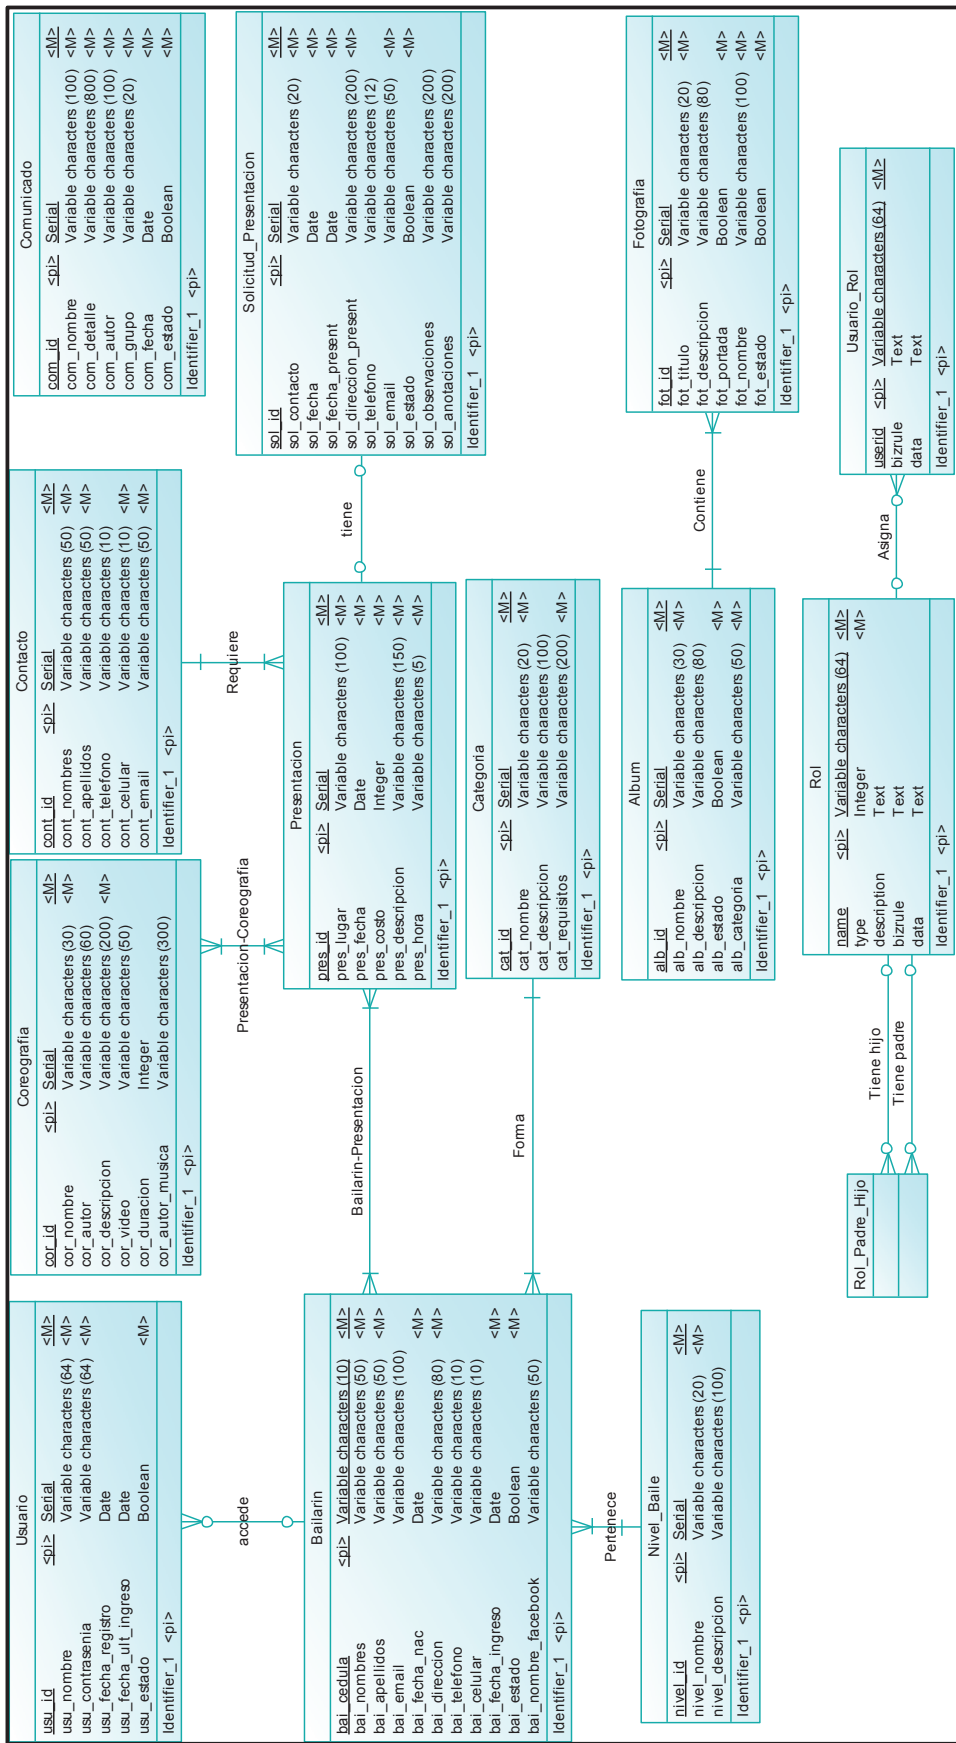 Usuario
usu_id <pi> Serial <M>
usu_nombre Variable characters (64) <M>
usu_contrasenia Variable characters (64) <M>
usu_fecha_registro Date
usu_fecha_ult_ingreso Date
usu_estado Boolean <M>
Identifier_1 <pi>
Coreografia
cor_id <pi> Serial <M>
cor_nombre Variable characters (30) <M>
cor_autor Variable characters (60)
cor_descripcion Variable characters (200) <M>
cor_video Variable characters (50)
cor_duracion Integer
cor_autor_musica Variable characters (300)
Identifier_1 <pi>
Contacto
cont_id <pi> Serial <M>
cont_nombres Variable characters (50) <M>
cont_apellidos Variable characters (50) <M>
cont_telefono Variable characters (10)
cont_celular Variable characters (10) <M>
cont_email Variable characters (50) <M>
Identifier_1 <pi>
Comunicado
com_id <pi> Serial <M>
com_nombre Variable characters (100) <M>
com_detalle Variable characters (800) <M>
com_autor Variable characters (100) <M>
com_grupo Variable characters (20) <M>
com_fecha Date <M>
com_estado Boolean <M>
Identifier_1 <pi>
accede
Presentacion-Coreografia
Requiere
Solicitud_Presentacion
sol_id <pi> Serial <M>
sol_contacto Variable characters (20) <M>
sol_fecha Date <M>
sol_fecha_present Date <M>
sol_direccion_present Variable characters (200) <M>
sol_telefono Variable characters (12)
sol_email Variable characters (50) <M>
sol_estado Boolean <M>
sol_observaciones Variable characters (200)
sol_anotaciones Variable characters (200)
Identifier_1 <pi>
Bailarin
bai_cedula <pi> Variable characters (10) <M>
bai_nombres Variable characters (50) <M>
bai_apellidos Variable characters (50) <M>
bai_email Variable characters (100)
bai_fecha_nac Date <M>
bai_direccion Variable characters (80) <M>
bai_telefono Variable characters (10)
bai_celular Variable characters (10)
bai_fecha_ingreso Date <M>
bai_estado Boolean <M>
bai_nombre_facebook Variable characters (50)
Identifier_1 <pi>
Bailarin-Presentacion
Presentacion
pres_id <pi> Serial <M>
pres_lugar Variable characters (100) <M>
pres_fecha Date <M>
pres_costo Integer <M>
pres_descripcion Variable characters (150) <M>
pres_hora Variable characters (5) <M>
Identifier_1 <pi>
tiene
Forma
Categoria
cat_id <pi> Serial <M>
cat_nombre Variable characters (20) <M>
cat_descripcion Variable characters (100) <M>
cat_requisitos Variable characters (200) <M>
Identifier_1 <pi>
Pertenece
Nivel_Baile
nivel_id <pi> Serial <M>
nivel_nombre Variable characters (20) <M>
nivel_descripcion Variable characters (100)
Identifier_1 <pi>
Album
alb_id <pi> Serial <M>
alb_nombre Variable characters (30) <M>
alb_descripcion Variable characters (80)
alb_estado Boolean <M>
alb_categoria Variable characters (50) <M>
Identifier_1 <pi>
Contiene
Fotografia
fot_id <pi> Serial <M>
fot_titulo Variable characters (20) <M>
fot_descripcion Variable characters (80)
fot_portada Boolean <M>
fot_nombre Variable characters (100) <M>
fot_estado Boolean <M>
Identifier_1 <pi>
Rol_Padre_Hijo
Tiene hijo
Tiene padre
Rol
name <pi> Variable characters (64) <M>
type Integer <M>
description Text
bizrule Text
data Text
Identifier_1 <pi>
Asigna
Usuario_Rol
userid <pi> Variable characters (64) <M>
bizrule Text
data Text
Identifier_1 <pi>